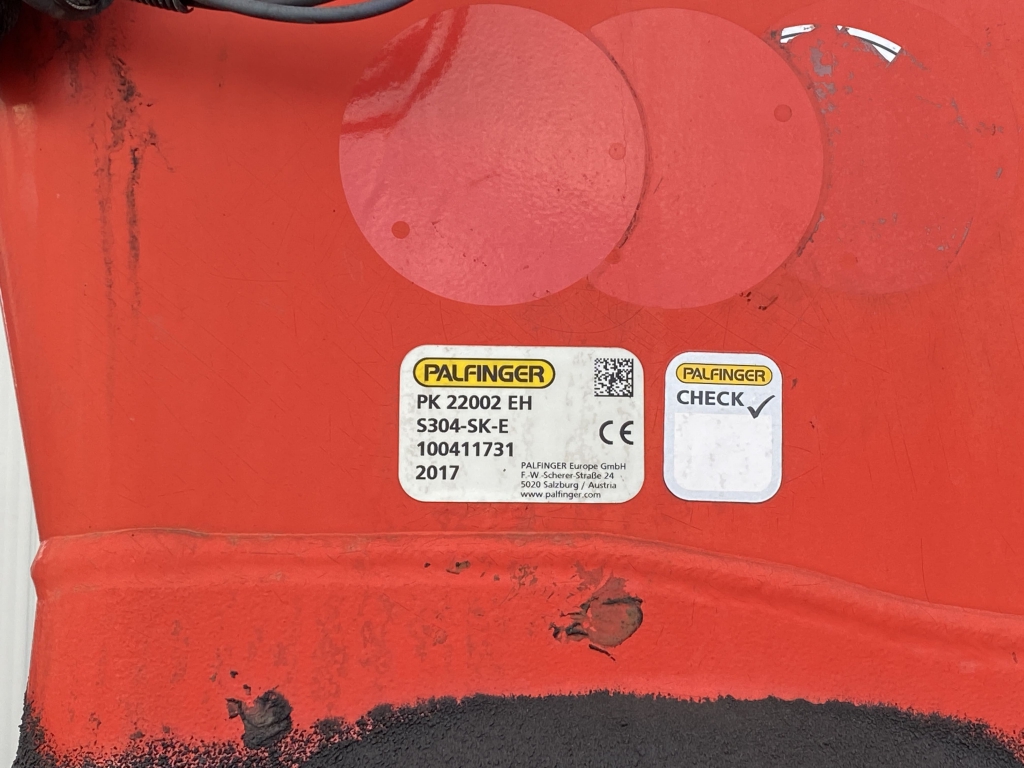 PALFINGER
PK 22002 EH
S304-SK-E
100411731
2017
CE
PALFINGER Europe GmbH
F.-W.-Scherer-Straße 24
5020 Salzburg / Austria
www.palfinger.com
PALFINGER
CHECK